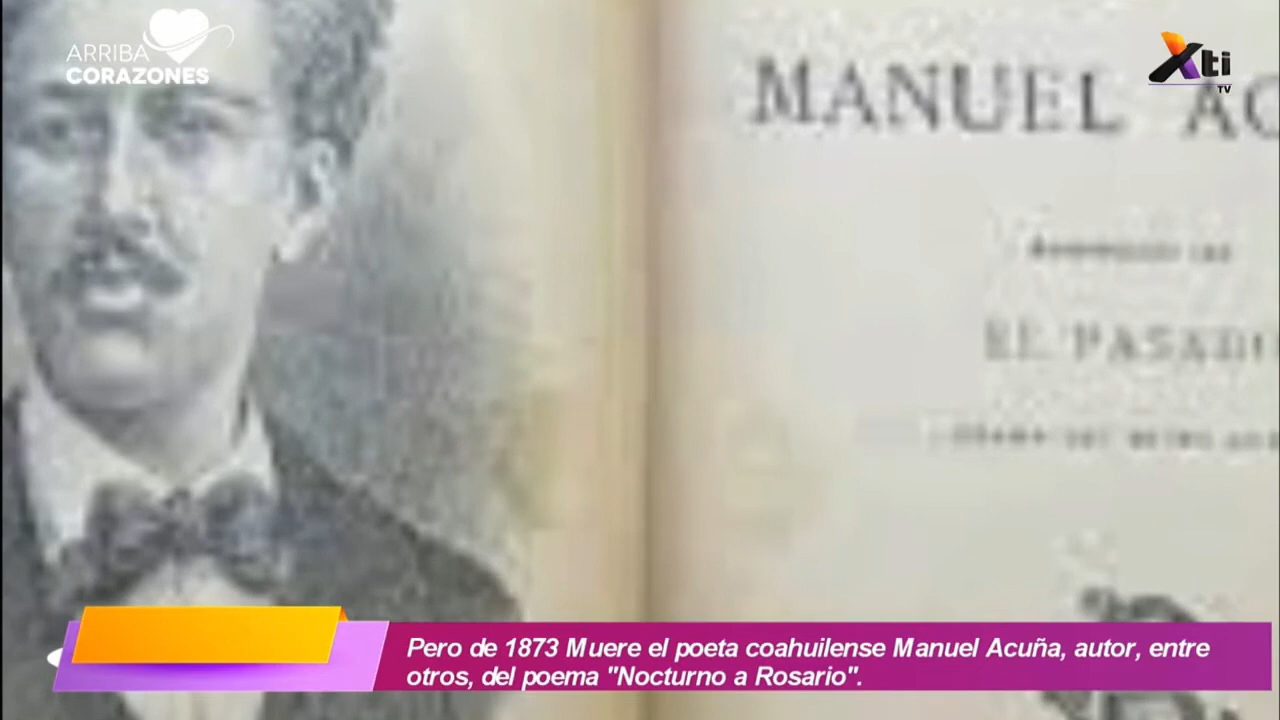 ARRIBA
CORAZONES
Xti
TV
MANUEL AC
EL PASADO
Pero de 1873 Muere el poeta coahuilense Manuel Acuña, autor, entre
otros, del poema "Nocturno a Rosario".